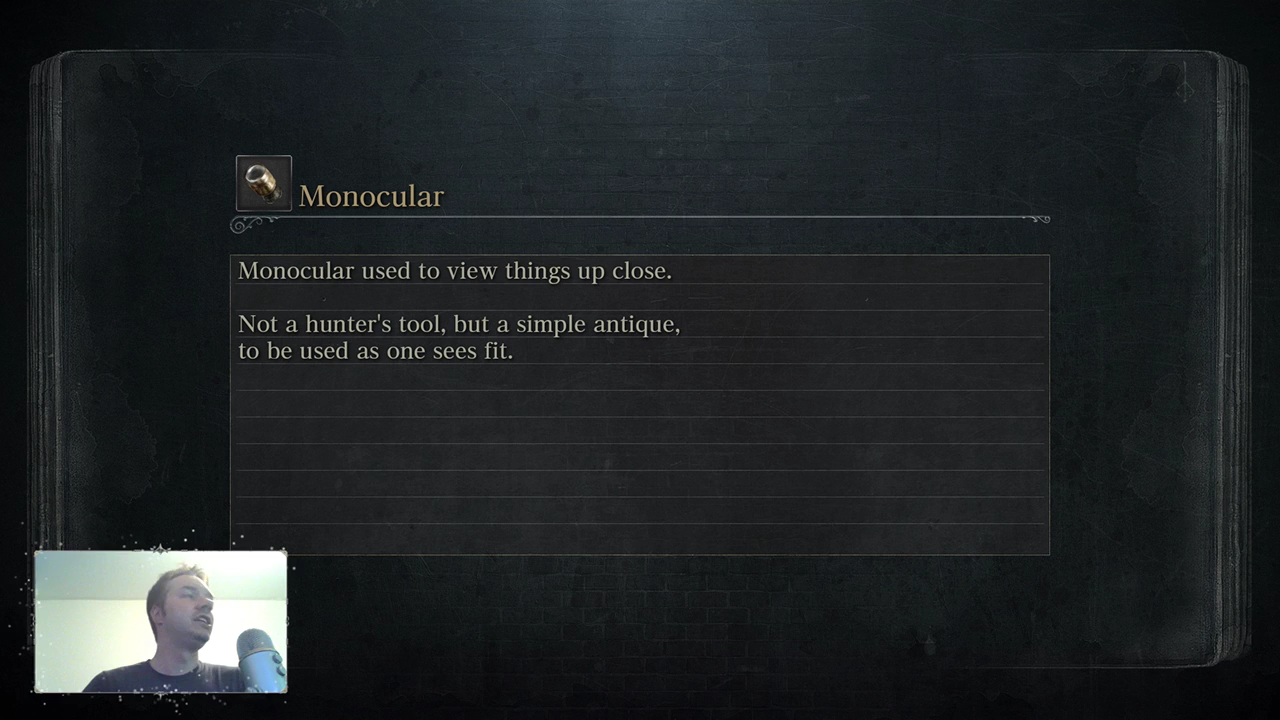 Monocular
Monocular used to view things up close.
Not a hunter's tool, but a simple antique,
to be used as one sees fit.